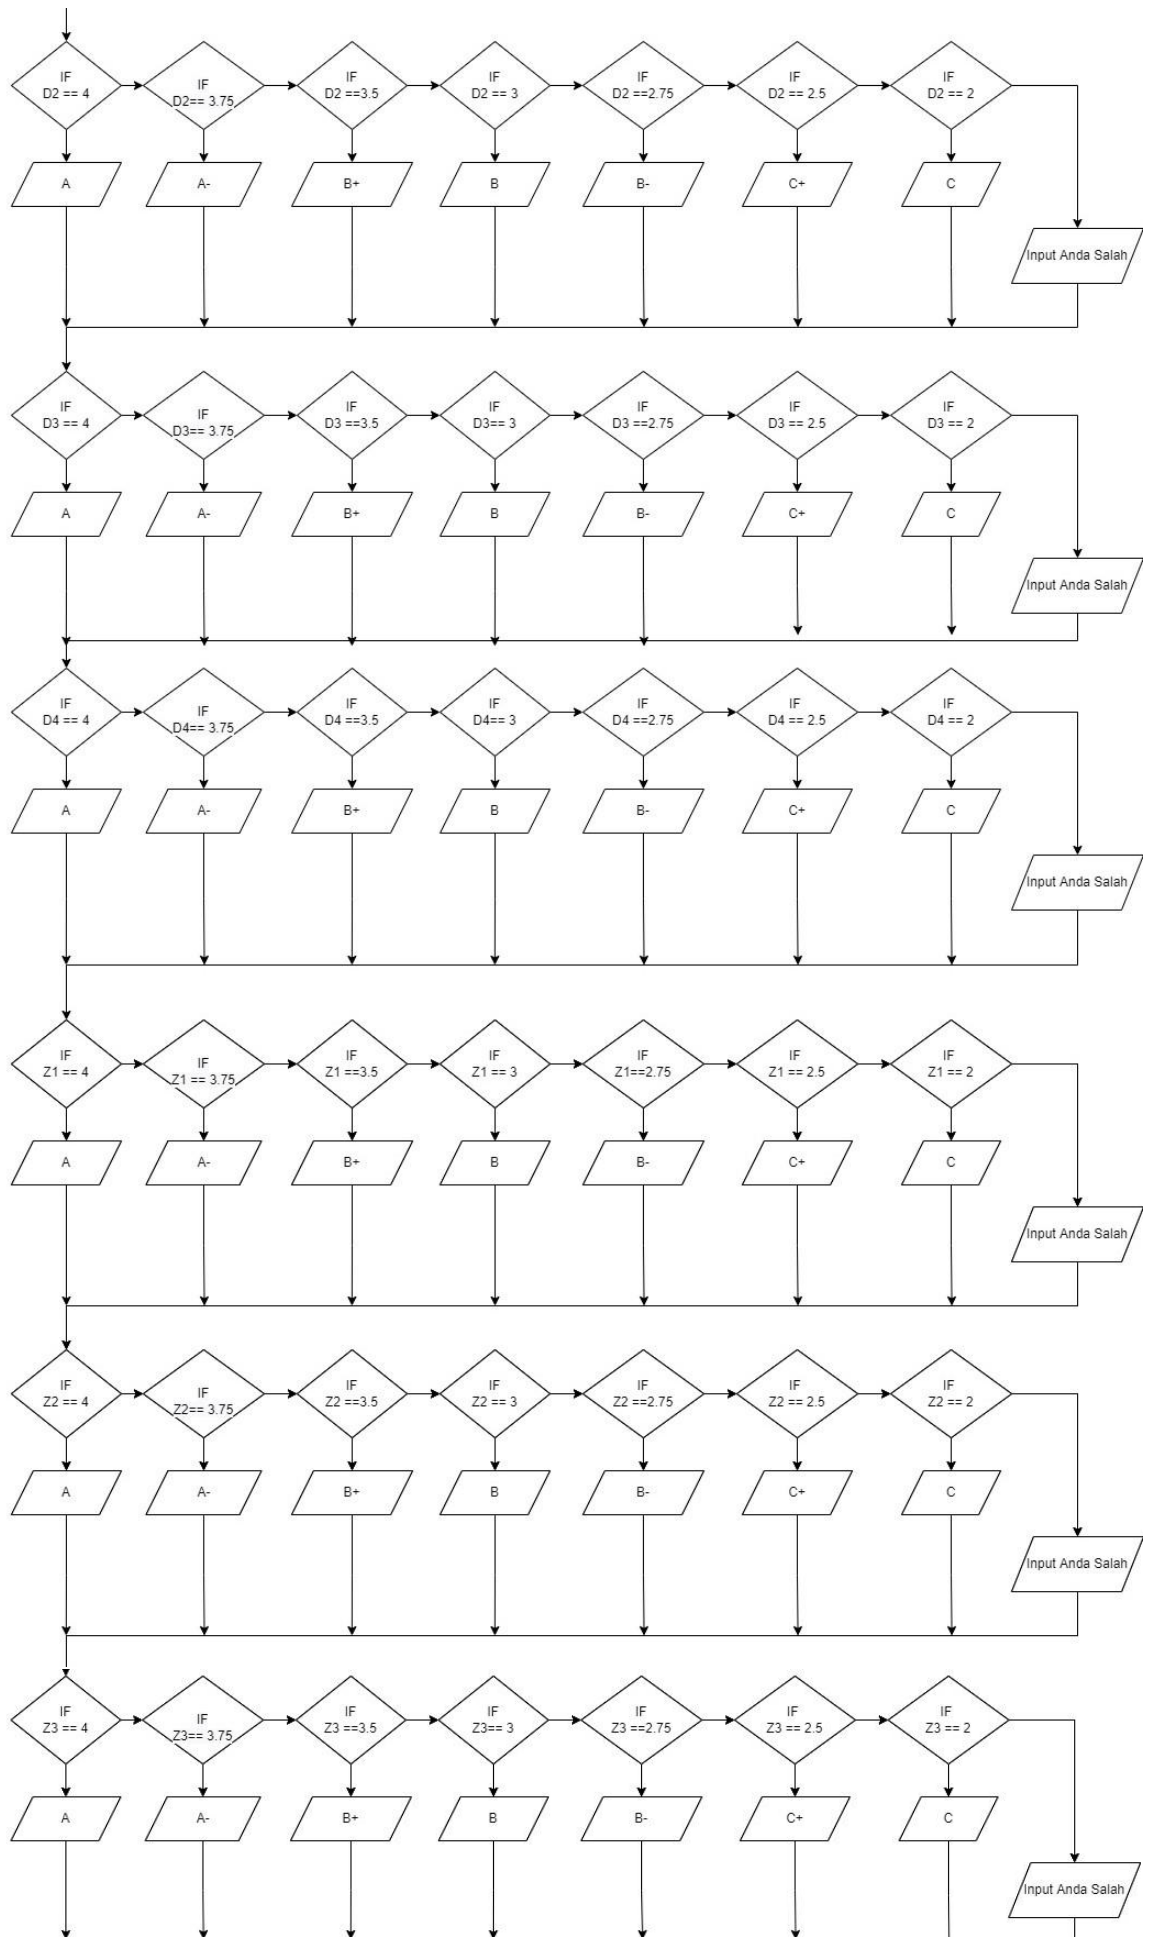 IF
D2 == 4
IF
D2== 3.75
IF
D2 ==3.5
IF
D2 == 3
IF
D2 ==2.75
IF
D2 == 2.5
IF
D2 == 2
A
A-
B+
B
B-
C+
C
Input Anda Salah
IF
D3 == 4
IF
D3== 3.75
IF
D3 ==3.5
IF
D3== 3
IF
D3 ==2.75
IF
D3 == 2.5
IF
D3 == 2
A
A-
B+
B
B-
C+
C
Input Anda Salah
IF
D4 == 4
IF
D4== 3.75
IF
D4 ==3.5
IF
D4== 3
IF
D4 ==2.75
IF
D4 == 2.5
IF
D4 == 2
A
A-
B+
B
B-
C+
C
Input Anda Salah
IF
Z1 == 4
IF
Z1 == 3.75
IF
Z1 ==3.5
IF
Z1 == 3
IF
Z1==2.75
IF
Z1 == 2.5
IF
Z1 == 2
A
A-
B+
B
B-
C+
C
Input Anda Salah
IF
Z2 == 4
IF
Z2== 3.75
IF
Z2 ==3.5
IF
Z2 == 3
IF
Z2 ==2.75
IF
Z2 == 2.5
IF
Z2 == 2
A
A-
B+
B
B-
C+
C
Input Anda Salah
IF
Z3 == 4
IF
Z3== 3.75
IF
Z3 ==3.5
IF
Z3== 3
IF
Z3 ==2.75
IF
Z3 == 2.5
IF
Z3 == 2
A
A-
B+
B
B-
C+
C
Input Anda Salah